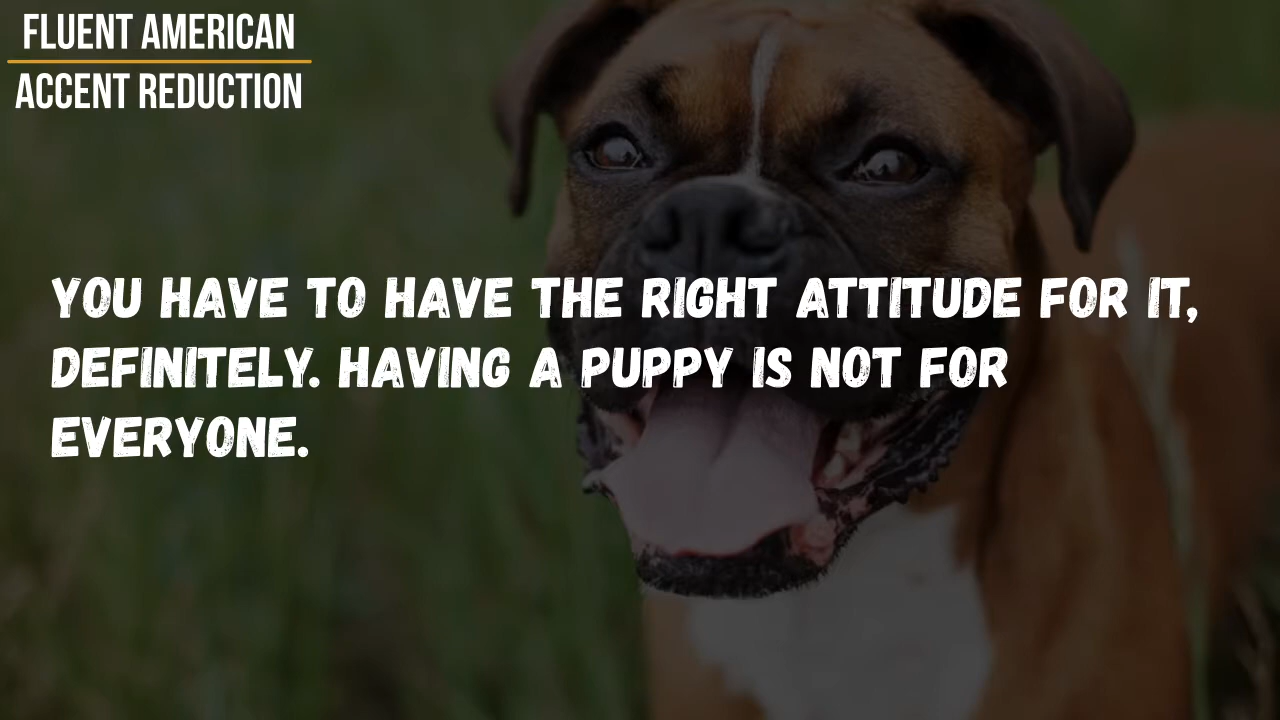 FLUENT AMERICAN
ACCENT REDUCTION
YOU HAVE TO HAVE THE RIGHT ATTITUDE FOR IT,
DEFINITELY. HAVING A PUPPY IS NOT FOR
EVERYONE.